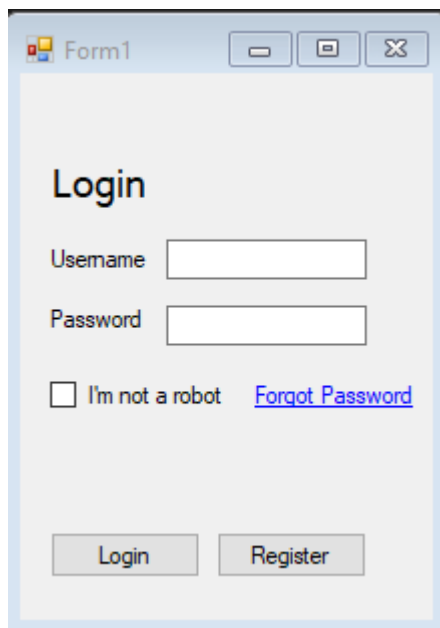 Form1
Login
Username
Password
I'm not a robot Forgot Password
Login Register